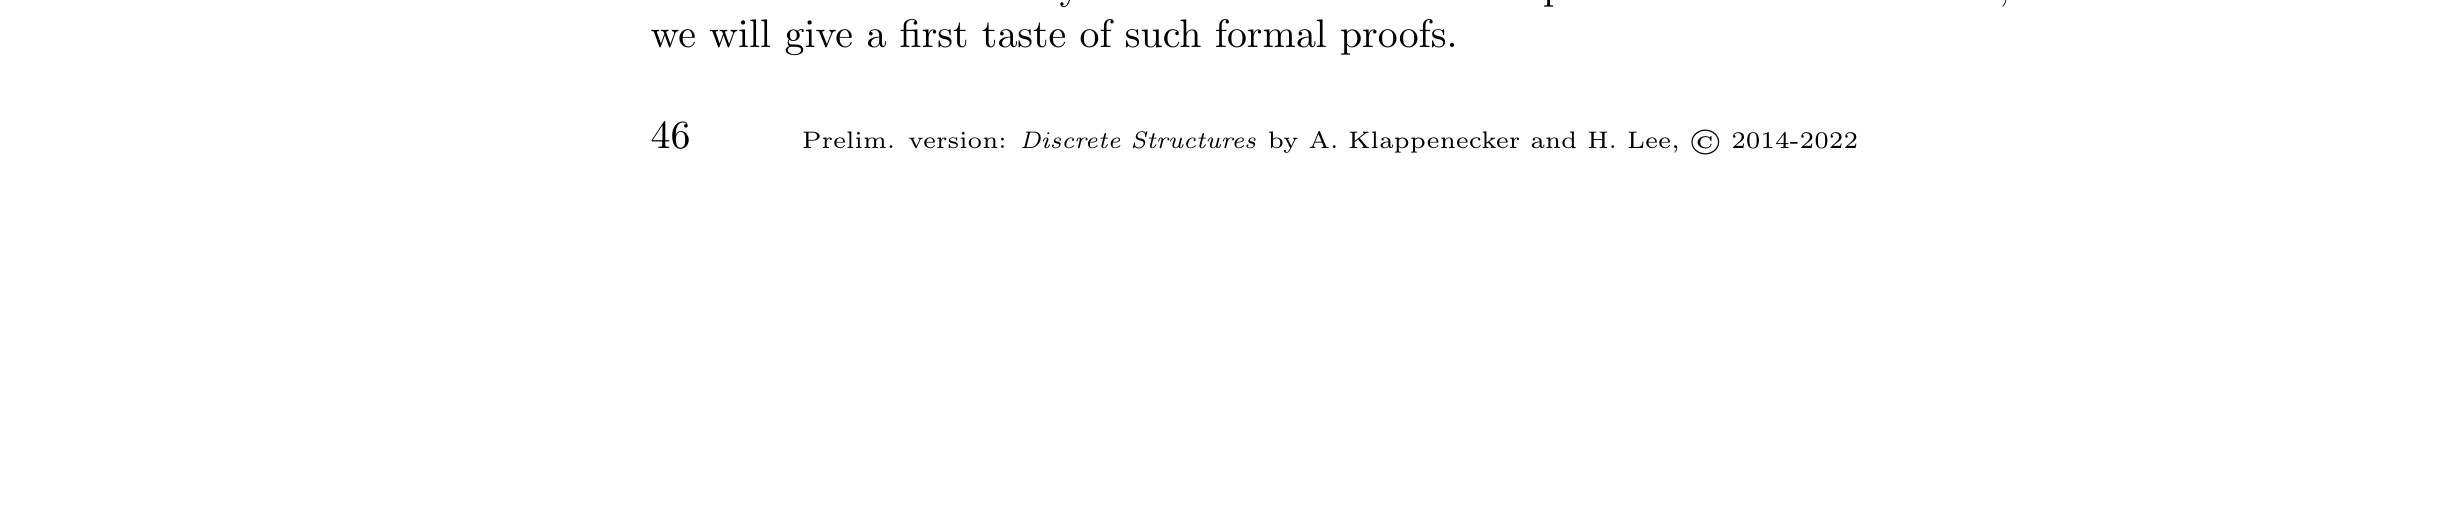 we will give a first taste of such formal proofs.
46 Prelim. version: Discrete Structures by A. Klappenecker and H. Lee, © 2014-2022